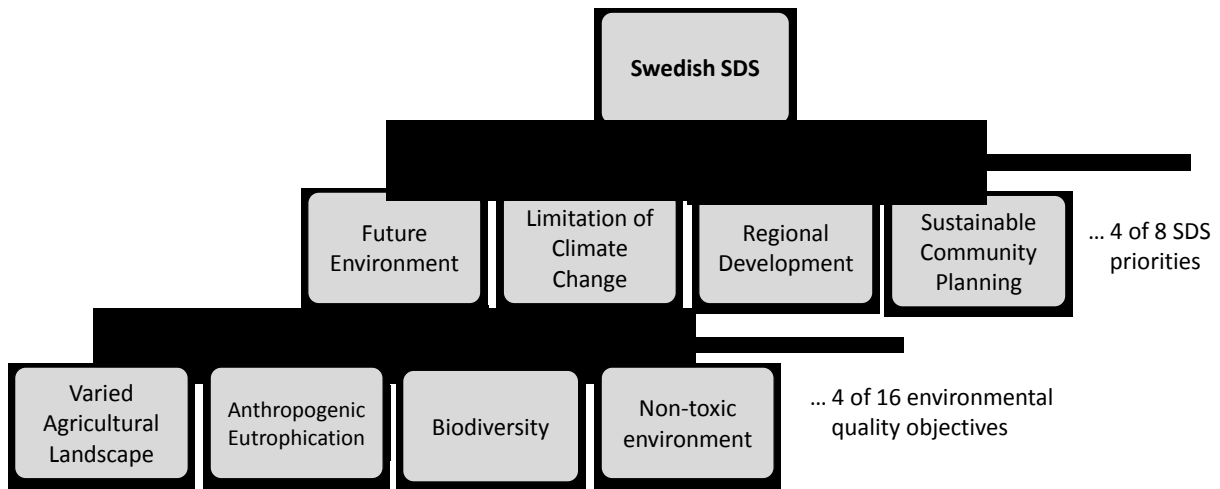 Swedish SDS
Future
Environment
Limitation of
Climate
Change
Regional
Development
Sustainable
Community
Planning
... 4 of 8 SDS
priorities
Varied
Agricultural
Landscape
Anthropogenic
Eutrophication
Biodiversity
Non-toxic
environment
... 4 of 16 environmental
quality objectives